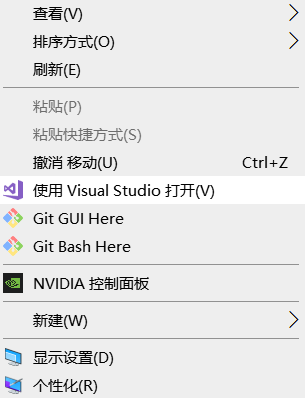 查看(V)
排序方式(O)
刷新(E)
粘贴(P)
粘贴快捷方式(S)
撤消 移动(U) Ctrl+Z
使用 Visual Studio 打开(V)
Git GUI Here
Git Bash Here
NVIDIA 控制面板
新建(W)
显示设置(D)
个性化(R)